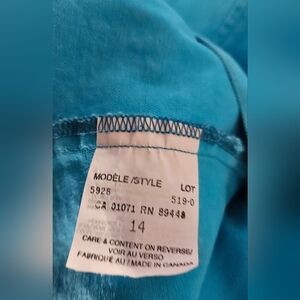 MODÈLE/STYLE LOT
5928 519-0
CA 01071 RN 89448
14
CARE & CONTENT ON REVERSE
VOIR AU VERSO
FABRIQUÉ AU / MADE IN CANADA